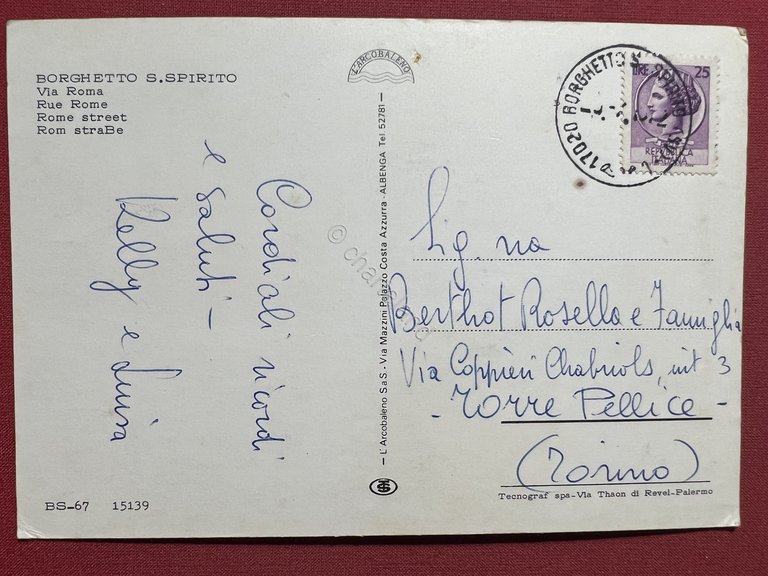 BORGHETTO S.SPIRITO
Via Roma
Rue Rome
Rome street
Rom straBe
L'ARCOBALENO
Cordiali ricordi
e saluti —
Kelly e Luisa
BS-67 15139
— L'Arcobaleno S.a.S. - Via Mazzini Palazzo Costa Azzurra - ALBENGA Tel. 52781 —
17020 BORGHETTO S. SPIRITO
LIRE 25
REPUBBLICA
ITALIANA
Sig. na
Berthot Rosella e Famiglia
Via Coppieri Chabriols, int 3
- TORRE PELLICE -
(Torino)
Tecnograf spa-Via Thaon di Revel-Palermo